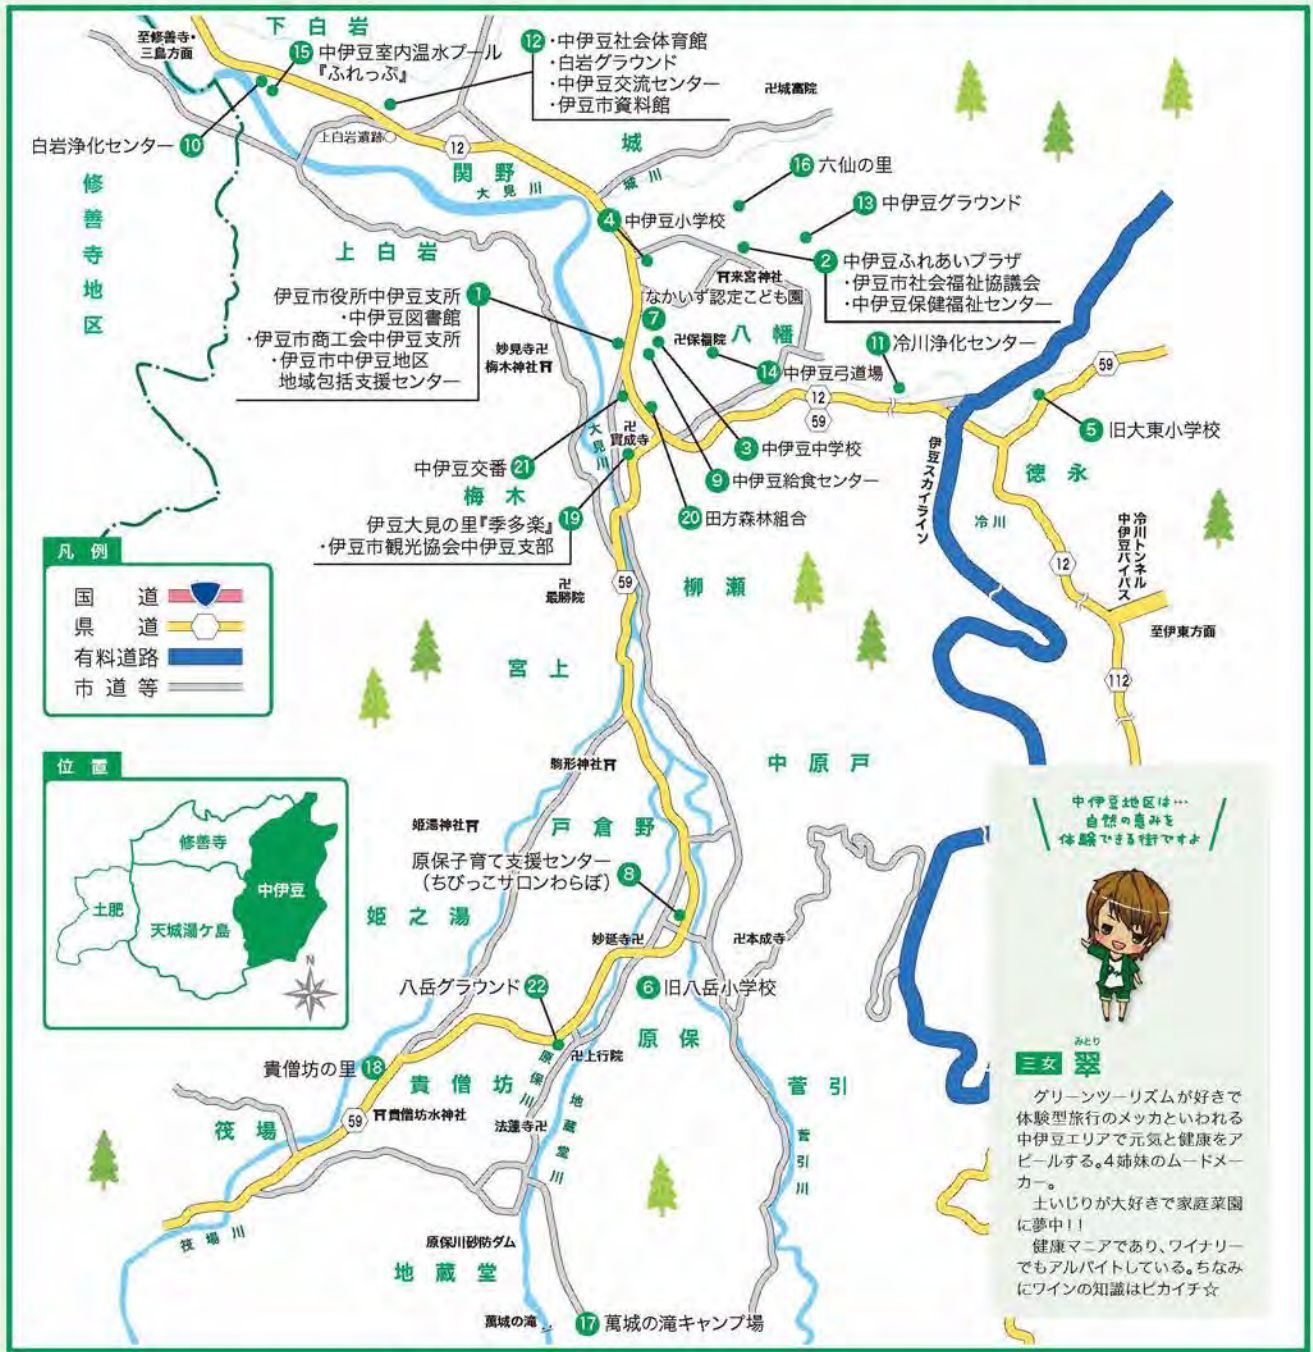 下白岩
至修善寺・
三島方面
⑮ 中伊豆室内温水プール
『ふれっぷ』
⑫ ・中伊豆社会体育館
・白岩グラウンド
・中伊豆交流センター
・伊豆市資料館
卍城富院
白岩浄化センター ⑩
上白岩遺跡
12
関野
大見川
城
城川
修善寺地区
⑯ 六仙の里
④ 中伊豆小学校
⑬ 中伊豆グラウンド
上白岩
② 中伊豆ふれあいプラザ
・伊豆市社会福祉協議会
・中伊豆保健福祉センター
来宮神社
伊豆市役所中伊豆支所 ①
・中伊豆図書館
・伊豆市商工会中伊豆支所
・伊豆市中伊豆地区
地域包括支援センター
なかいず認定こども園
⑦
八幡
卍保福院
妙見寺卍
梅木神社
⑪ 冷川浄化センター
⑭ 中伊豆弓道場
59
12
59
⑤ 旧大東小学校
大見川
卍
實成寺
③ 中伊豆中学校
中伊豆交番 ㉑
⑨ 中伊豆給食センター
梅木
徳永
伊豆スカイライン
伊豆大見の里『季多楽』 ⑲
・伊豆市観光協会中伊豆支部
⑳ 田方森林組合
冷川
冷川トンネル
中伊豆バイパス
12
凡例
国道
県道
有料道路
市道等
卍
最勝院
59
柳瀬
至伊東方面
宮上
112
位置
修善寺
中伊豆
土肥
天城湯ケ島
N
駒形神社
中原戸
姫湯神社
戸倉野
原保子育て支援センター
(ちびっこサロンわらぼ) ⑧
姫之湯
妙延寺卍
卍本成寺
八岳グラウンド ㉒
⑥ 旧八岳小学校
原保
卍上行院
貴僧坊の里 ⑱
貴僧坊
原保川
菅引
59
貴僧坊水神社
筏場
法蓮寺卍
地蔵堂川
菅引川
筏場川
原保川砂防ダム
地蔵堂
萬城の滝
⑰ 萬城の滝キャンプ場
中伊豆地区は…
自然の恵みを
体験できる街ですよ
みどり
三女 翠
グリーンツーリズムが好きで
体験型旅行のメッカといわれる
中伊豆エリアで元気と健康をア
ピールする。4姉妹のムードメー
カー。
土いじりが大好きで家庭菜園
に夢中!!
健康マニアであり、ワイナリー
でもアルバイトしている。ちなみ
にワインの知識はピカイチ☆